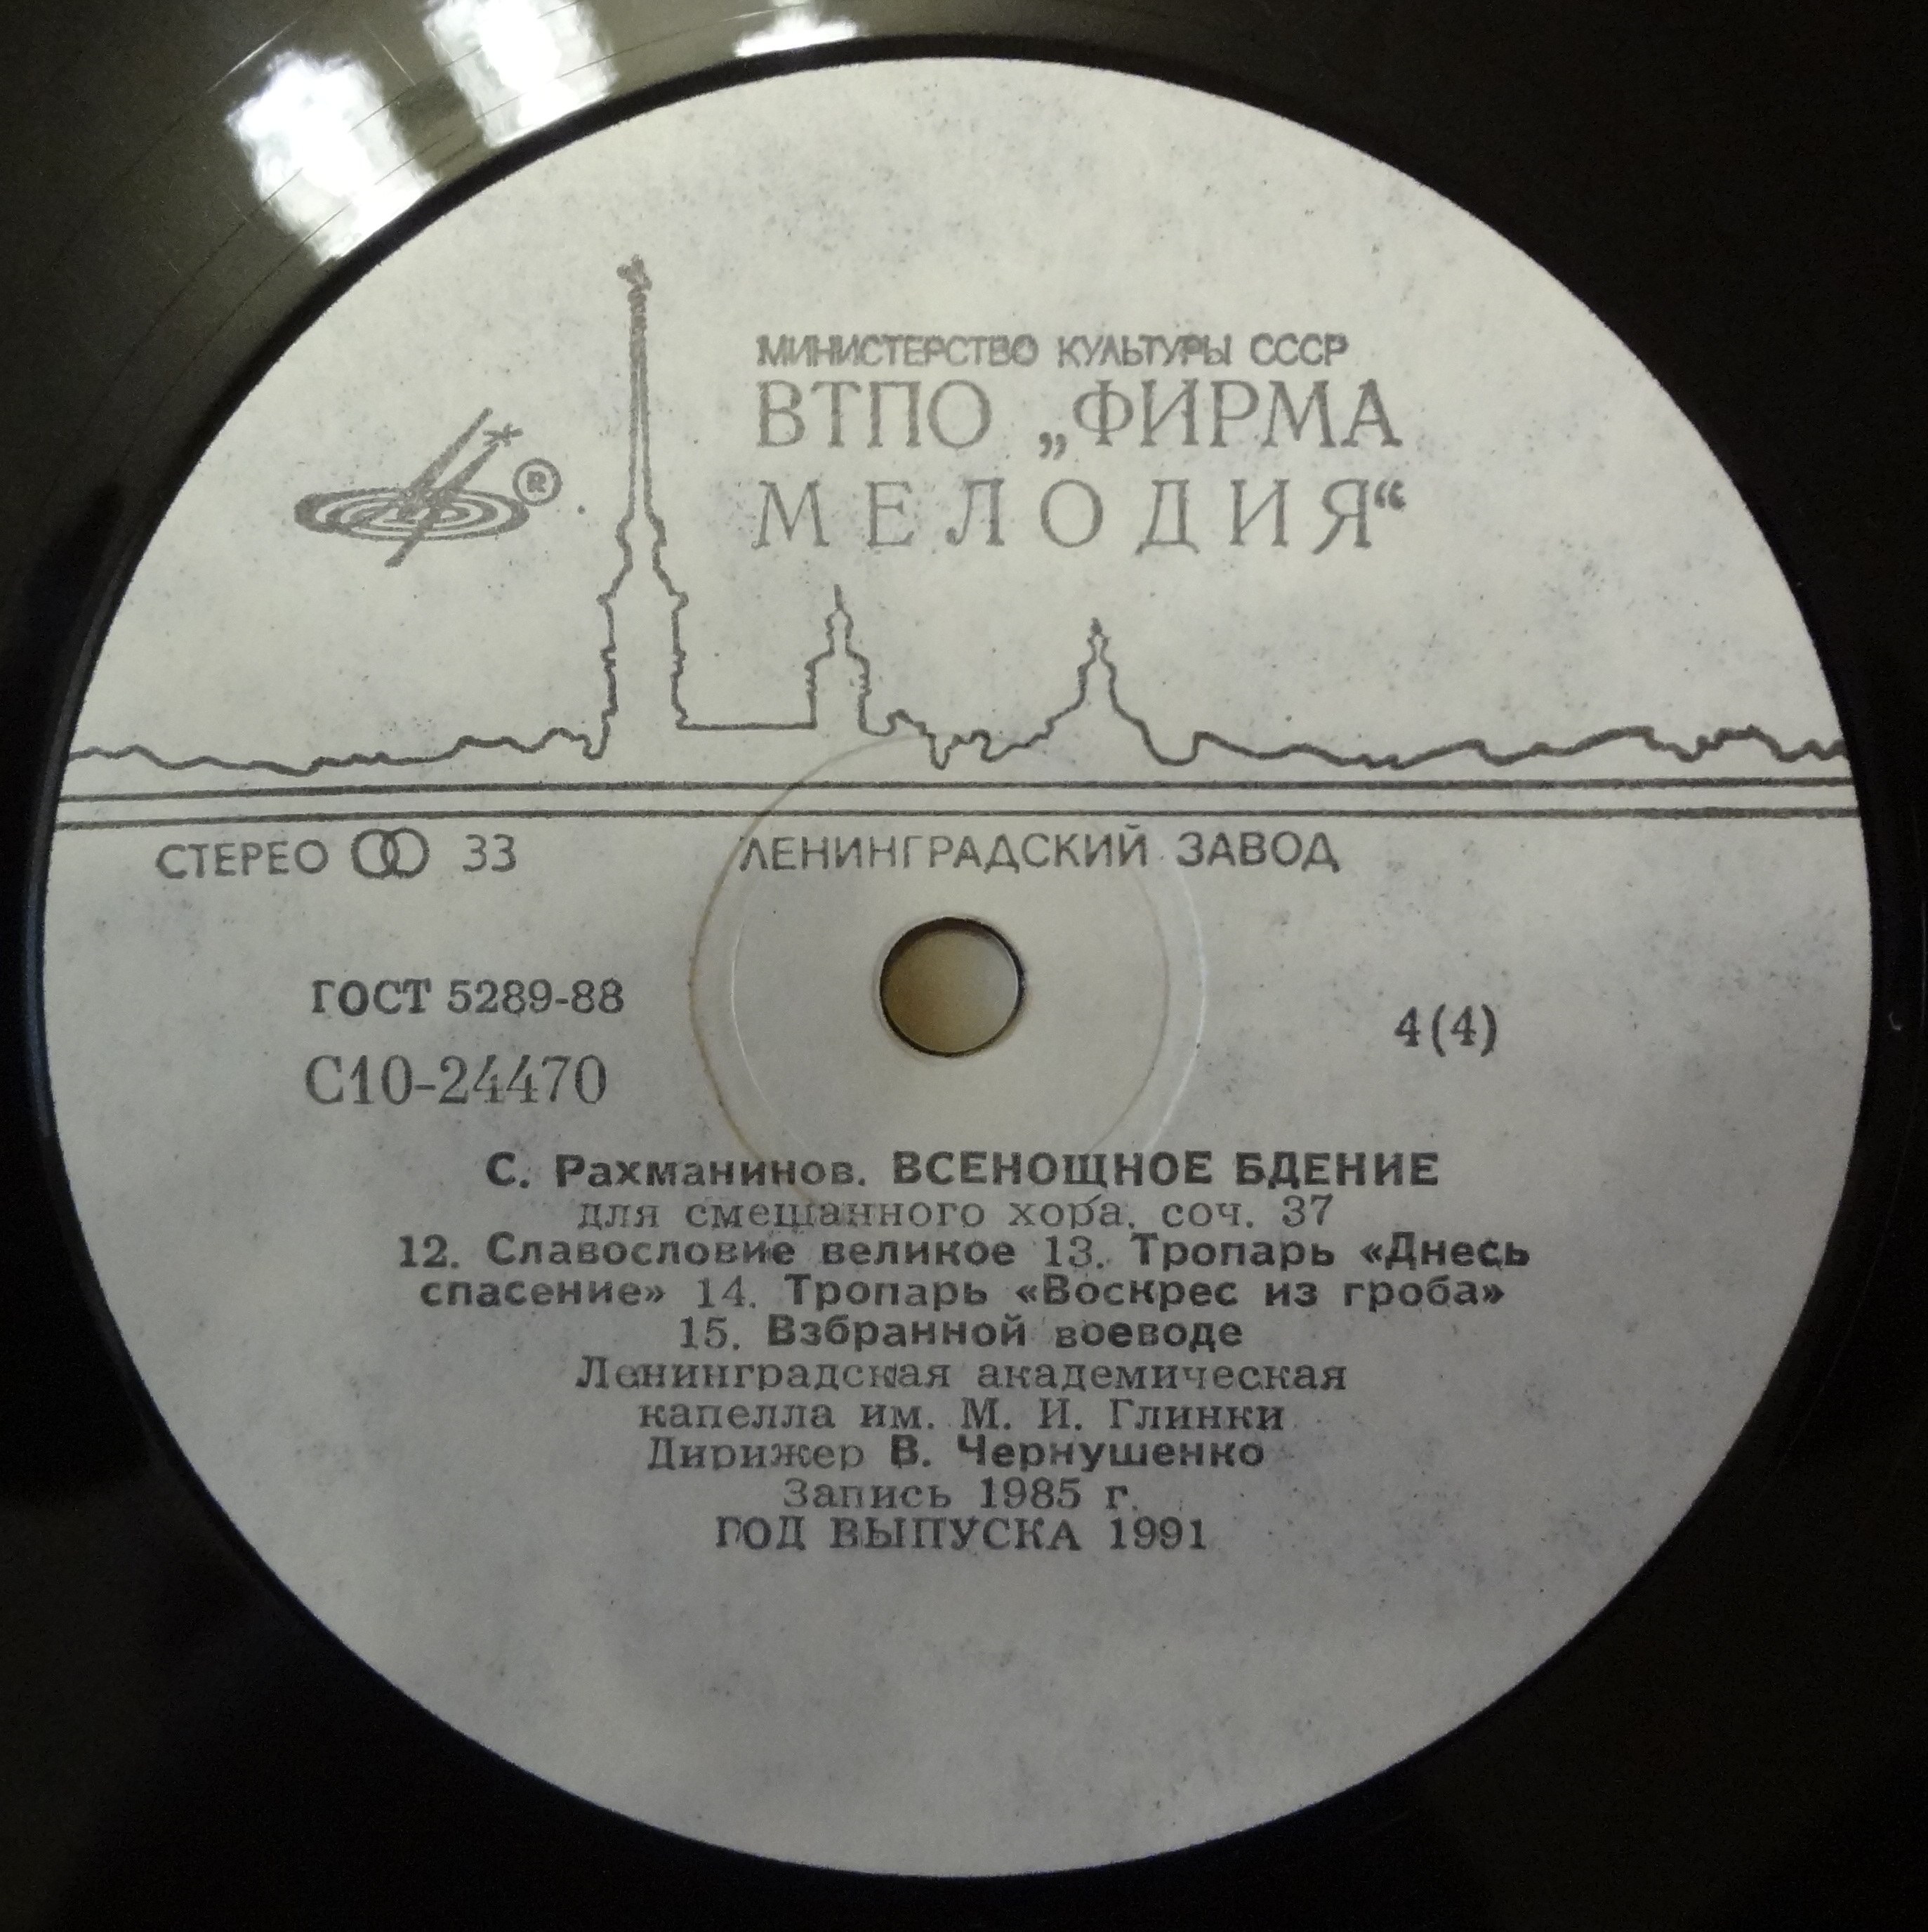 МИНИСТЕРСТВО КУЛЬТУРЫ СССР
ВТПО „ФИРМА
МЕЛОДИЯ“
®
СТЕРЕО 33
ЛЕНИНГРАДСКИЙ ЗАВОД
ГОСТ 5289-88
4(4)
С10-24470
С. Рахманинов. ВСЕНОЩНОЕ БДЕНИЕ
для смешанного хора, соч. 37
12. Славословие великое 13. Тропарь «Днесь
спасение» 14. Тропарь «Воскрес из гроба»
15. Взбранной воеводе
Ленинградская академическая
капелла им. М. И. Глинки
Дирижер В. Чернушенко
Запись 1985 г.
ГОД ВЫПУСКА 1991